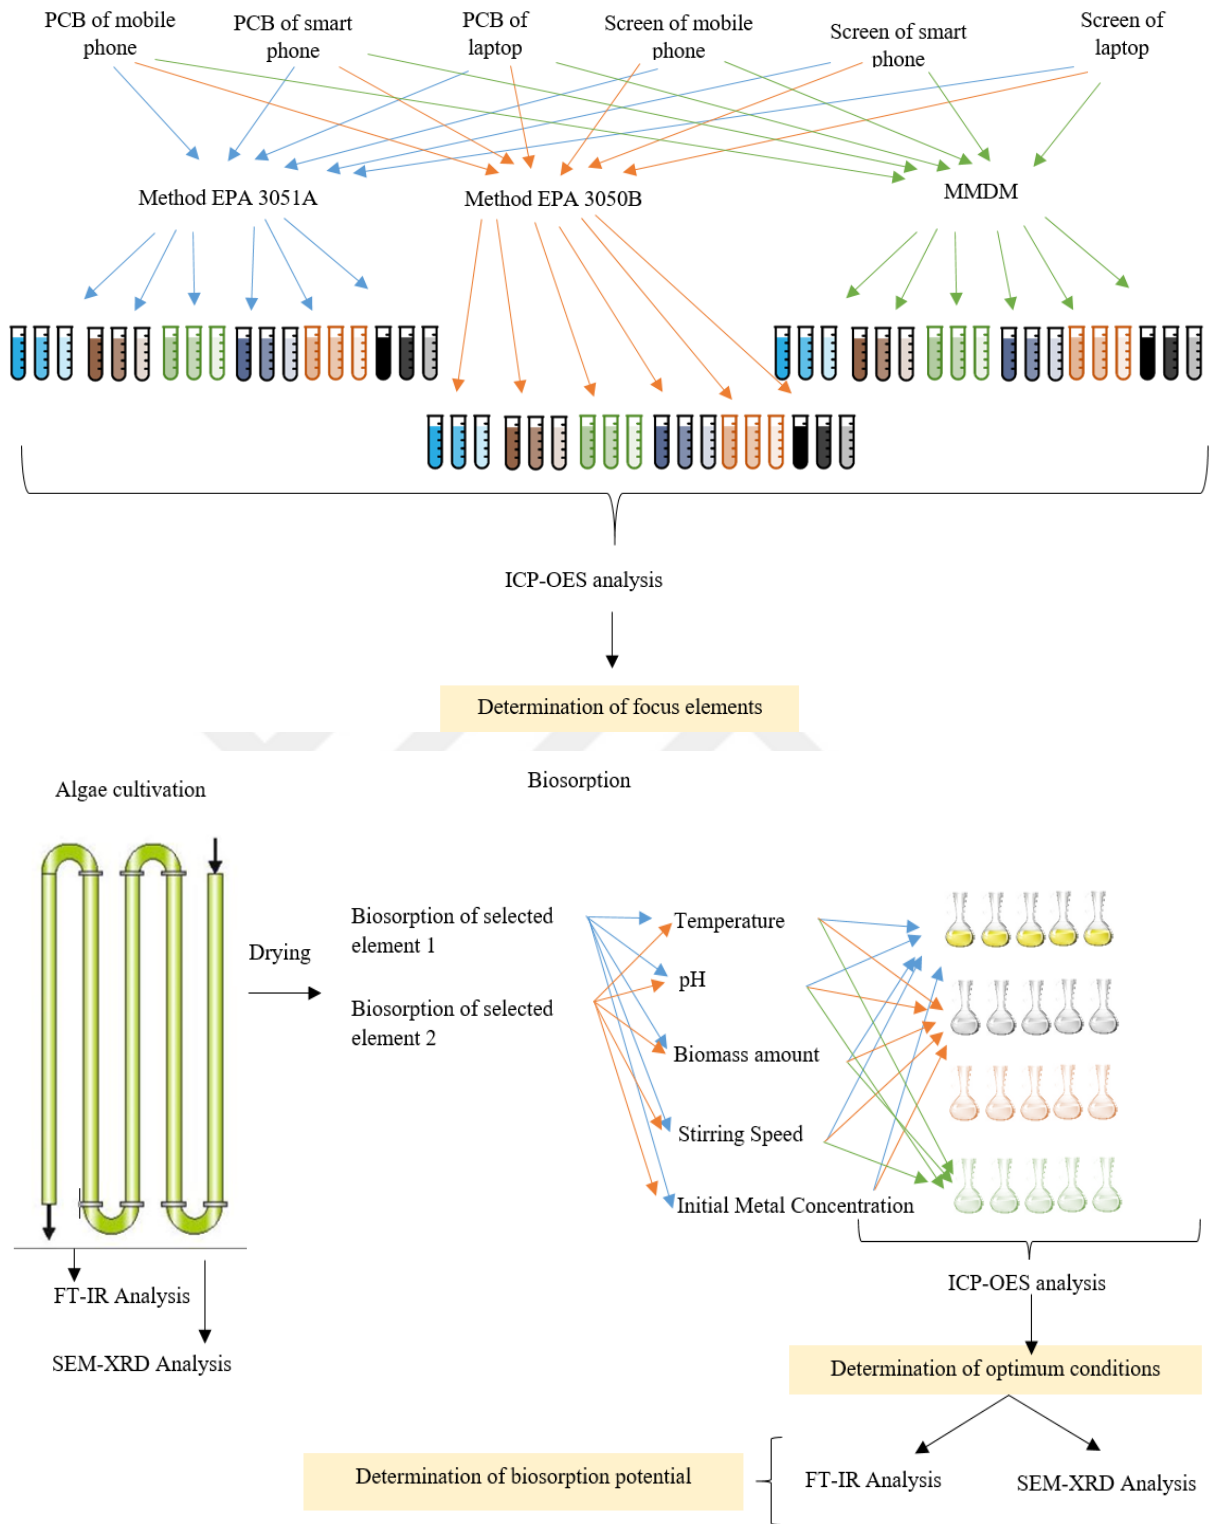 PCB of mobile
phone
PCB of smart
phone
PCB of
laptop
Screen of mobile
phone
Screen of smart
phone
Screen of
laptop
Method EPA 3051A
Method EPA 3050B
MMDM
ICP-OES analysis
Determination of focus elements
Biosorption
Algae cultivation
Drying
Biosorption of selected
element 1
Biosorption of selected
element 2
Temperature
pH
Biomass amount
Stirring Speed
Initial Metal Concentration
FT-IR Analysis
SEM-XRD Analysis
ICP-OES analysis
Determination of optimum conditions
Determination of biosorption potential
FT-IR Analysis
SEM-XRD Analysis